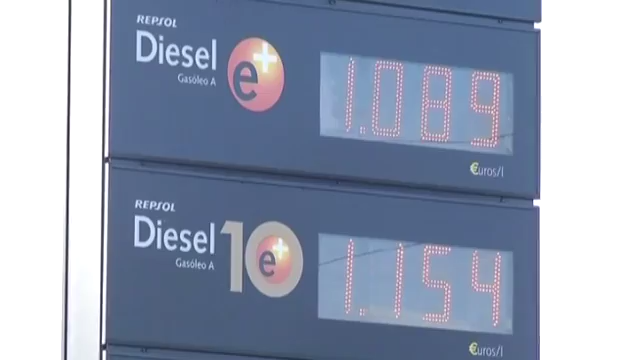 REPSOL
Diesel e+
Gasóleo A
1.089
€uros/l
REPSOL
Diesel 10 e+
Gasóleo A
1.154
€uros/l